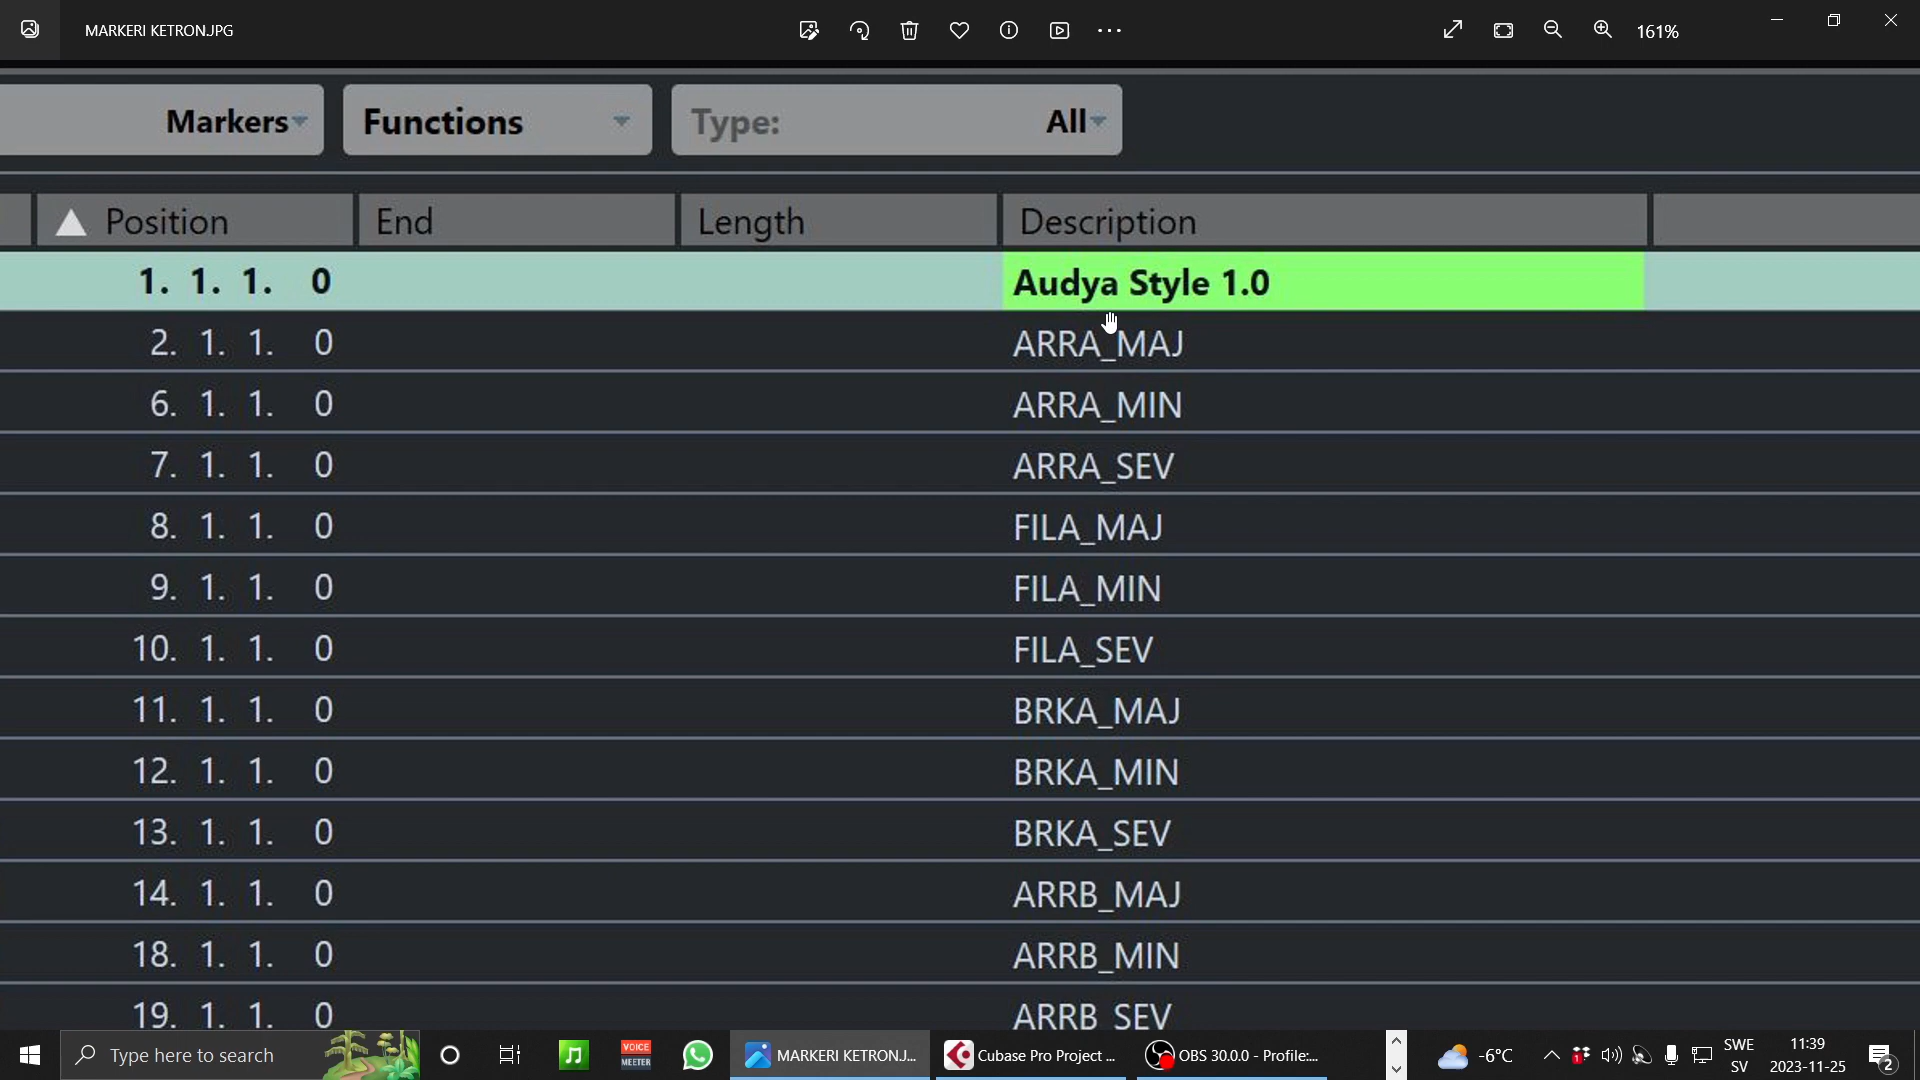 MARKERI KETRON.JPG
161%
Markers
Functions
Type: All
Position End Length Description
1. 1. 1. 0 Audya Style 1.0
2. 1. 1. 0 ARRA_MAJ
6. 1. 1. 0 ARRA_MIN
7. 1. 1. 0 ARRA_SEV
8. 1. 1. 0 FILA_MAJ
9. 1. 1. 0 FILA_MIN
10. 1. 1. 0 FILA_SEV
11. 1. 1. 0 BRKA_MAJ
12. 1. 1. 0 BRKA_MIN
13. 1. 1. 0 BRKA_SEV
14. 1. 1. 0 ARRB_MAJ
18. 1. 1. 0 ARRB_MIN
19. 1. 1. 0 ARRB_SEV
Type here to search
VOICE
MEETER
MARKERI KETRON.J...
Cubase Pro Project ...
OBS 30.0.0 - Profile:...
-6°C
1
SWE
SV
11:39
2023-11-25
2